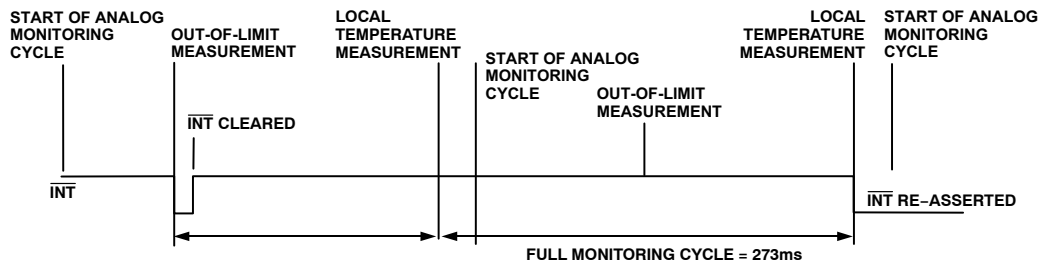 START OF ANALOG
MONITORING
CYCLE
OUT-OF-LIMIT
MEASUREMENT
LOCAL
TEMPERATURE
MEASUREMENT
START OF ANALOG
MONITORING
CYCLE
OUT-OF-LIMIT
MEASUREMENT
LOCAL
TEMPERATURE
MEASUREMENT
START OF ANALOG
MONITORING
CYCLE
INT CLEARED
INT
INT RE–ASSERTED
FULL MONITORING CYCLE = 273ms